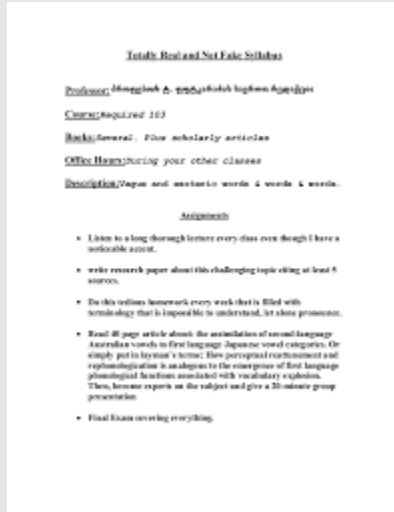 Totally Real and Not Fake Syllabus
Professor:
Course:Required 103
Books:Several. Plus scholarly articles
Office Hours:During your other classes
Description:Vague and esoteric words & words & words.
Assignments
• Listen to a long thorough lecture every class even though I have a
noticeable accent.
• write research paper about this challenging topic citing at least 5
sources.
• Do this tedious homework every week that is filled with
terminology that is impossible to understand, let alone pronounce.
• Read 40 page article about: the assimilation of second language
Australian vowels to first language Japanese vowel categories. Or
simply put in layman's terms: How perceptual reattunement and
rephonologization is analogous to the emergence of first language
phonological functions associated with vocabulary explosion.
Then, become experts on the subject and give a 20 minute group
presentation
• Final Exam covering everything.